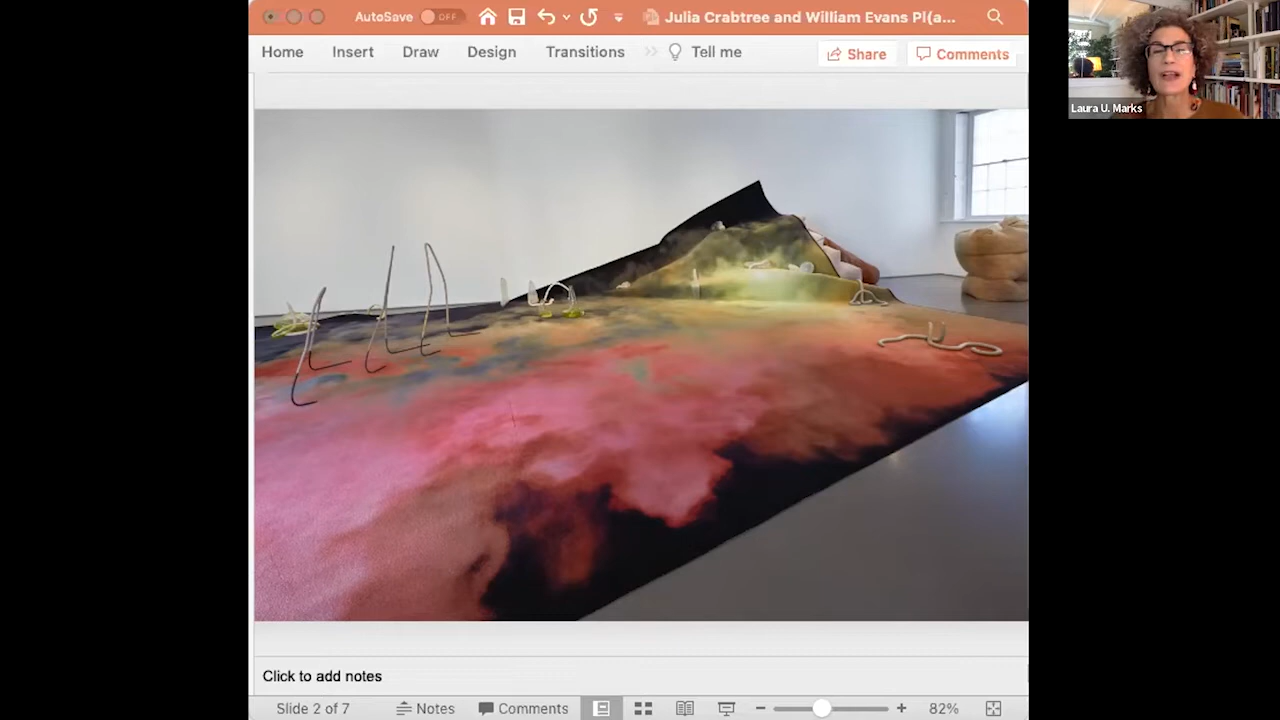 AutoSave OFF Julia Crabtree and William Evans Pl(a...
Home Insert Draw Design Transitions Tell me Share Comments
Laura U. Marks
Click to add notes
Slide 2 of 7 Notes Comments 82%